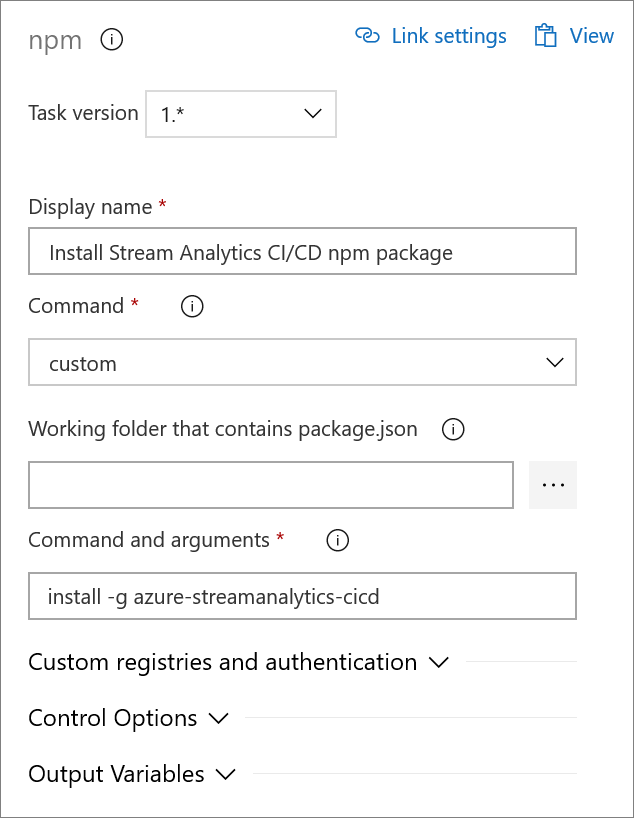 npm
Link settings
View
Task version
1.*
Display name *
Install Stream Analytics CI/CD npm package
Command *
custom
Working folder that contains package.json
...
Command and arguments *
install -g azure-streamanalytics-cicd
Custom registries and authentication
Control Options
Output Variables